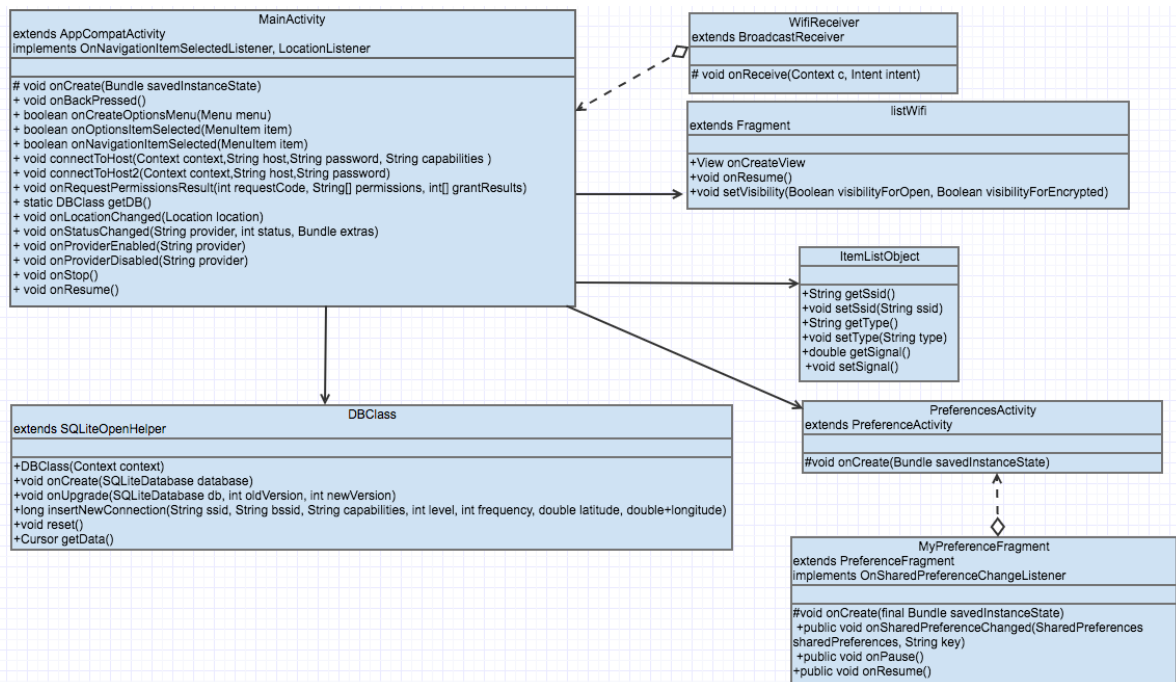 MainActivity
extends AppCompatActivity
implements OnNavigationItemSelectedListener, LocationListener
# void onCreate(Bundle savedInstanceState)
+ void onBackPressed()
+ boolean onCreateOptionsMenu(Menu menu)
+ boolean onOptionsItemSelected(MenuItem item)
+ boolean onNavigationItemSelected(MenuItem item)
+ void connectToHost(Context context,String host,String password, String capabilities )
+ void connectToHost2(Context context,String host,String password)
+ void onRequestPermissionsResult(int requestCode, String[] permissions, int[] grantResults)
+ static DBClass getDB()
+ void onLocationChanged(Location location)
+ void onStatusChanged(String provider, int status, Bundle extras)
+ void onProviderEnabled(String provider)
+ void onProviderDisabled(String provider)
+ void onStop()
+ void onResume()
WifiReceiver
extends BroadcastReceiver
# void onReceive(Context c, Intent intent)
listWifi
extends Fragment
+View onCreateView
+void onResume()
+void setVisibility(Boolean visibilityForOpen, Boolean visibilityForEncrypted)
ItemListObject
+String getSsid()
+void setSsid(String ssid)
+String getType()
+void setType(String type)
+double getSignal()
+void setSignal()
DBClass
extends SQLiteOpenHelper
+DBClass(Context context)
+void onCreate(SQLiteDatabase database)
+void onUpgrade(SQLiteDatabase db, int oldVersion, int newVersion)
+long insertNewConnection(String ssid, String bssid, String capabilities, int level, int frequency, double latitude, double+longitude)
+void reset()
+Cursor getData()
PreferencesActivity
extends PreferenceActivity
#void onCreate(Bundle savedInstanceState)
MyPreferenceFragment
extends PreferenceFragment
implements OnSharedPreferenceChangeListener
#void onCreate(final Bundle savedInstanceState)
+public void onSharedPreferenceChanged(SharedPreferences
sharedPreferences, String key)
+public void onPause()
+public void onResume()